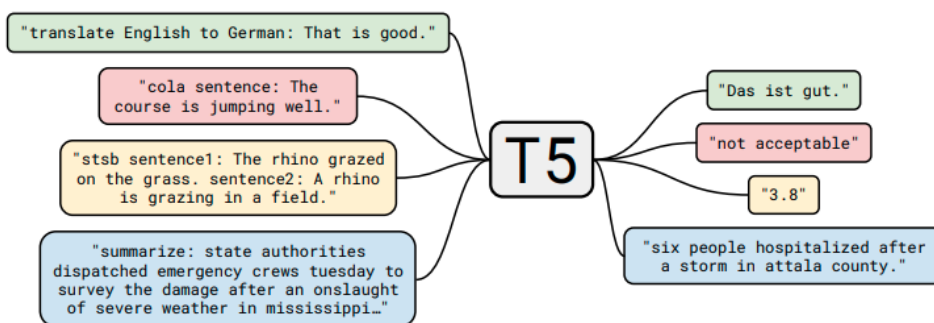 "translate English to German: That is good."
"cola sentence: The
course is jumping well."
"stsb sentence1: The rhino grazed
on the grass. sentence2: A rhino
is grazing in a field."
"summarize: state authorities
dispatched emergency crews tuesday to
survey the damage after an onslaught
of severe weather in mississippi…"
T5
"Das ist gut."
"not acceptable"
"3.8"
"six people hospitalized after
a storm in attala county."